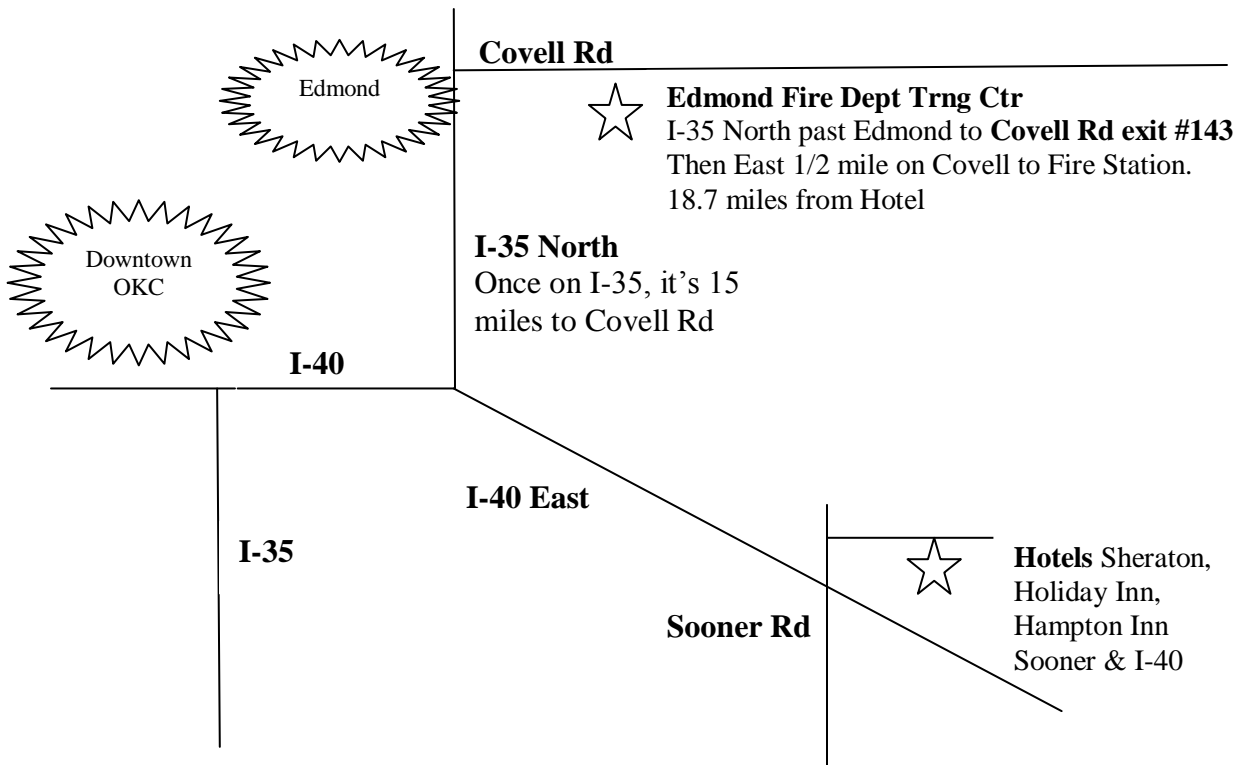 Covell Rd
Edmond
Edmond Fire Dept Trng Ctr
I-35 North past Edmond to Covell Rd exit #143
Then East 1/2 mile on Covell to Fire Station.
18.7 miles from Hotel
Downtown
OKC
I-35 North
Once on I-35, it’s 15
miles to Covell Rd
I-40
I-40 East
I-35
Hotels Sheraton,
Holiday Inn,
Hampton Inn
Sooner & I-40
Sooner Rd